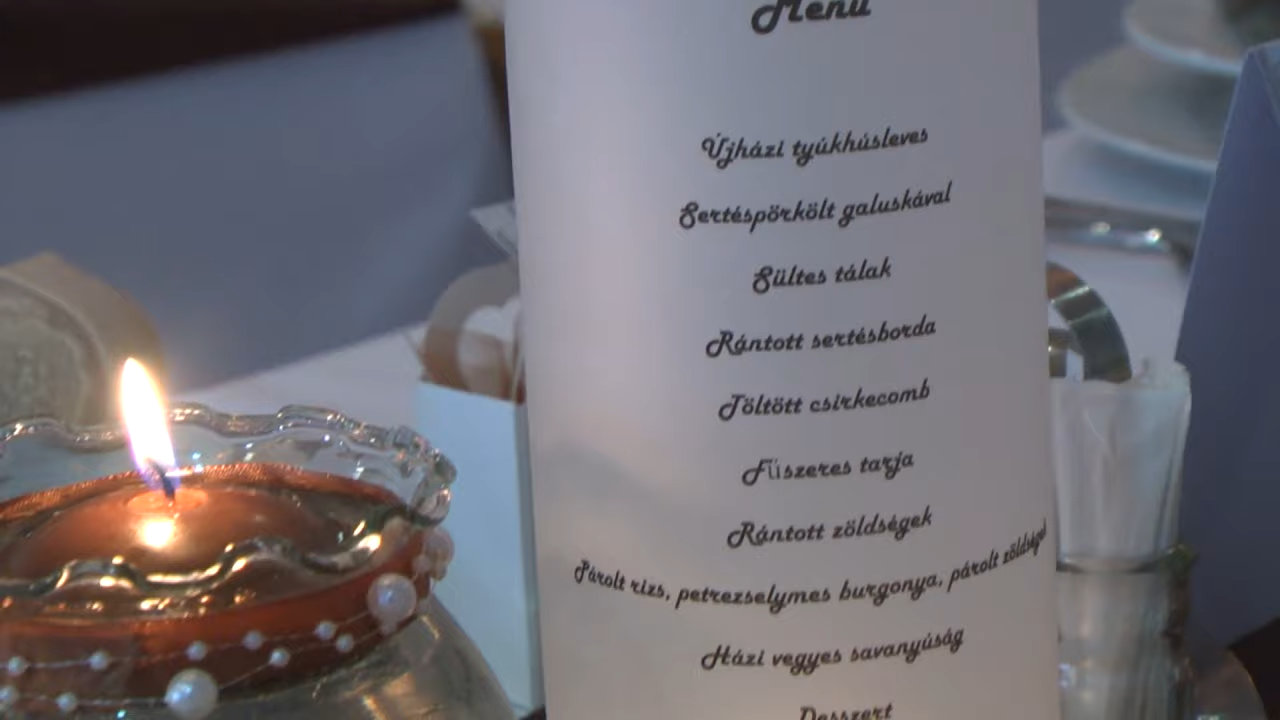 Menü
Újházi tyúkhúsleves
Sertéspörkölt galuskával
Sültes tálak
Rántott sertésborda
Töltött csirkecomb
Fűszeres tarja
Rántott zöldségek
Párolt rizs, petrezselymes burgonya, párolt zöldségek
Házi vegyes savanyúság
Desszert